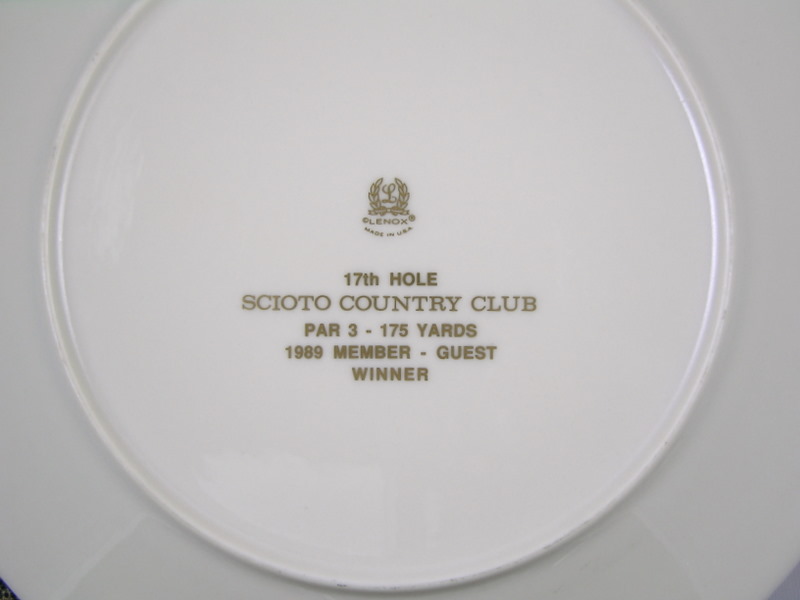 L
©LENOX®
MADE IN U.S.A.
17th HOLE
SCIOTO COUNTRY CLUB
PAR 3 - 175 YARDS
1989 MEMBER - GUEST
WINNER